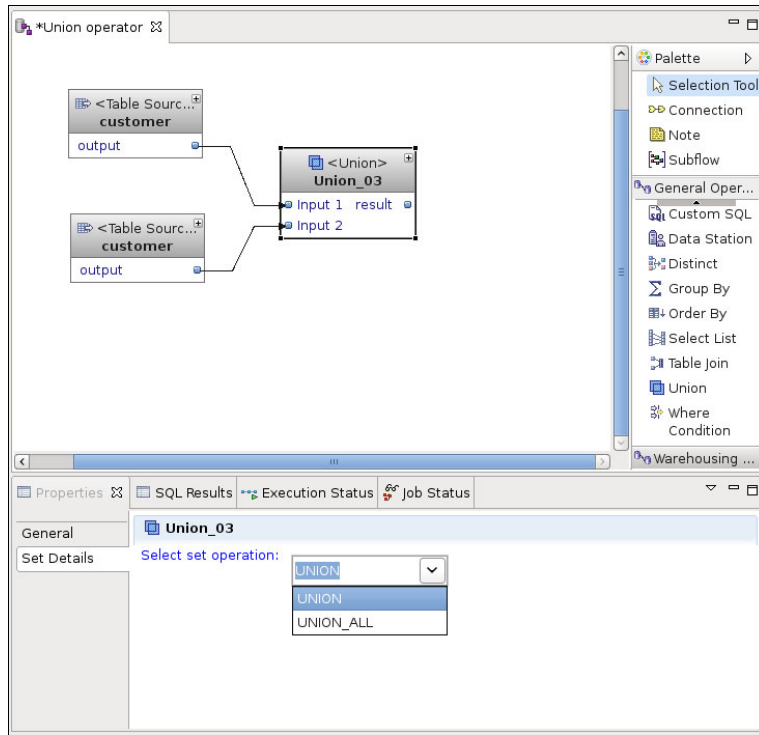 *Union operator
<Table Sourc...
customer
output
<Union>
Union_03
Input 1 result
Input 2
<Table Sourc...
customer
output
Palette
Selection Tool
Connection
Note
Subflow
General Oper...
Custom SQL
Data Station
Distinct
Group By
Order By
Select List
Table Join
Union
Where
Condition
Warehousing ...
Properties SQL Results Execution Status Job Status
General
Set Details
Union_03
Select set operation:
UNION
UNION
UNION_ALL